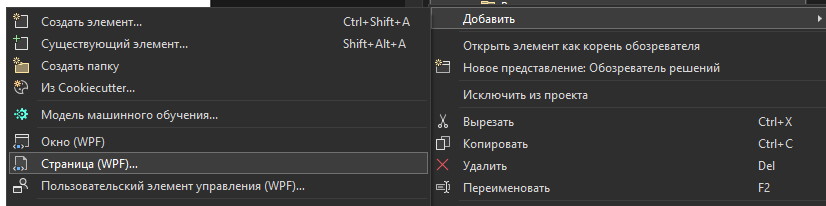 Создать элемент... Ctrl+Shift+A
Существующий элемент... Shift+Alt+A
Создать папку
Из Cookiecutter...
Модель машинного обучения...
Окно (WPF)
Страница (WPF)...
Пользовательский элемент управления (WPF)...
Добавить
Открыть элемент как корень обозревателя
Новое представление: Обозреватель решений
Исключить из проекта
Вырезать Ctrl+X
Копировать Ctrl+C
Удалить Del
Переименовать F2